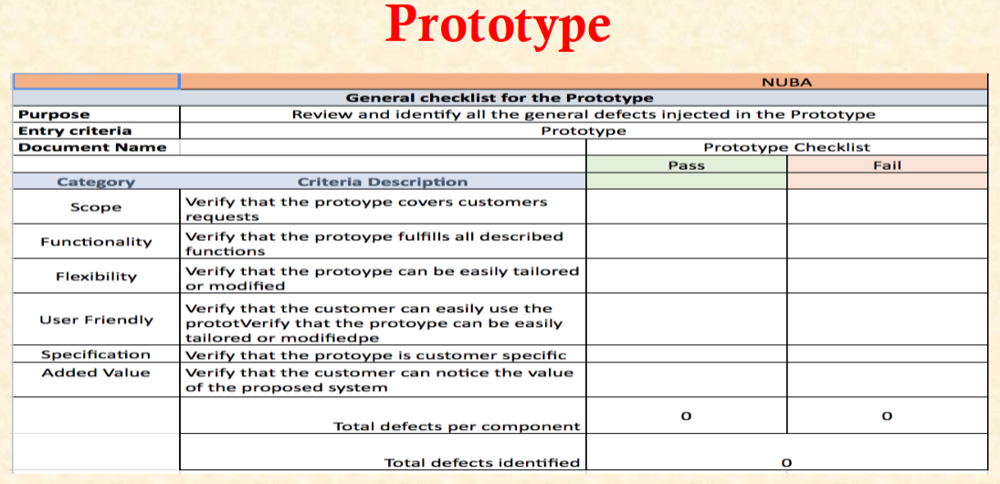 Prototype
NUBA
General checklist for the Prototype
Purpose Review and identify all the general defects injected in the Prototype
Entry criteria Prototype
Document Name Prototype Checklist
Pass Fail
Category Criteria Description
Scope Verify that the protoype covers customers
requests
Functionality Verify that the protoype fulfills all described
functions
Flexibility Verify that the protoype can be easily tailored
or modified
User Friendly Verify that the customer can easily use the
prototVerify that the protoype can be easily
tailored or modifiedpe
Specification Verify that the protoype is customer specific
Added Value Verify that the customer can notice the value
of the proposed system
Total defects per component 0 0
Total defects identified 0